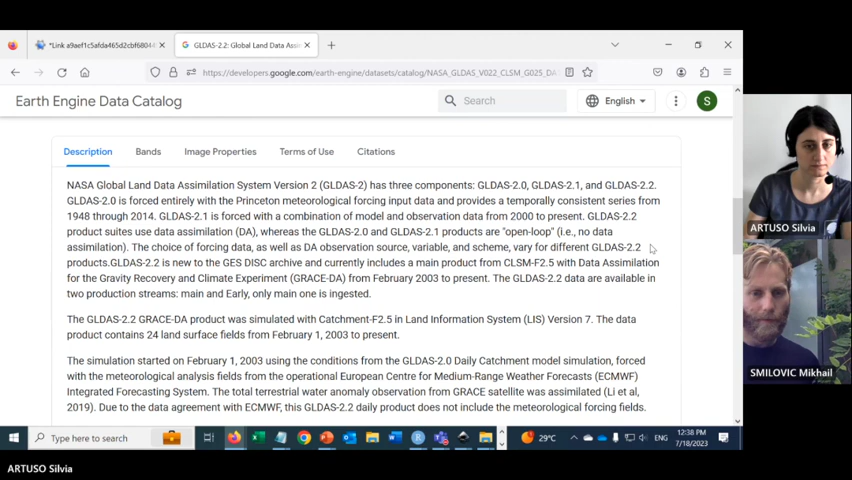 *Link a9aef1c5afda465d2cbf6804
GLDAS-2.2: Global Land Data Assi
https://developers.google.com/earth-engine/datasets/catalog/NASA_GLDAS_V022_CLSM_G025_DA
Earth Engine Data Catalog
Search
English
S
Description
Bands
Image Properties
Terms of Use
Citations
NASA Global Land Data Assimilation System Version 2 (GLDAS-2) has three components: GLDAS-2.0, GLDAS-2.1, and GLDAS-2.2.
GLDAS-2.0 is forced entirely with the Princeton meteorological forcing input data and provides a temporally consistent series from
1948 through 2014. GLDAS-2.1 is forced with a combination of model and observation data from 2000 to present. GLDAS-2.2
product suites use data assimilation (DA), whereas the GLDAS-2.0 and GLDAS-2.1 products are "open-loop" (i.e., no data
assimilation). The choice of forcing data, as well as DA observation source, variable, and scheme, vary for different GLDAS-2.2
products.GLDAS-2.2 is new to the GES DISC archive and currently includes a main product from CLSM-F2.5 with Data Assimilation
for the Gravity Recovery and Climate Experiment (GRACE-DA) from February 2003 to present. The GLDAS-2.2 data are available in
two production streams: main and Early, only main one is ingested.
The GLDAS-2.2 GRACE-DA product was simulated with Catchment-F2.5 in Land Information System (LIS) Version 7. The data
product contains 24 land surface fields from February 1, 2003 to present.
The simulation started on February 1, 2003 using the conditions from the GLDAS-2.0 Daily Catchment model simulation, forced
with the meteorological analysis fields from the operational European Centre for Medium-Range Weather Forecasts (ECMWF)
Integrated Forecasting System. The total terrestrial water anomaly observation from GRACE satellite was assimilated (Li et al,
2019). Due to the data agreement with ECMWF, this GLDAS-2.2 daily product does not include the meteorological forcing fields.
Type here to search
29°C
ENG
12:38 PM
7/18/2023
ARTUSO Silvia
SMILOVIC Mikhail
ARTUSO Silvia